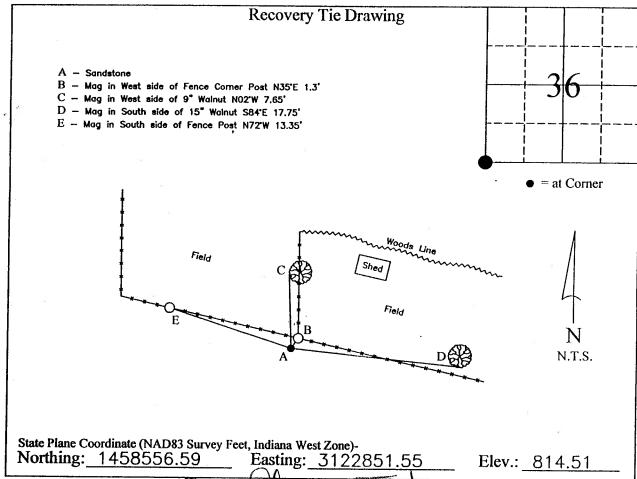 Recovery Tie Drawing
A - Sandstone
B - Mag in West side of Fence Corner Post N35°E 1.3'
C - Mag in West side of 9" Walnut N02°W 7.65'
D - Mag in South side of 15" Walnut S84°E 17.75'
E - Mag in South side of Fence Post N72°W 13.35'
36
● = at Corner
Woods Line
Field
C
Shed
Field
E
B
A
D
N
N.T.S.
State Plane Coordinate (NAD83 Survey Feet, Indiana West Zone)-
Northing: 1458556.59 Easting: 3122851.55 Elev.: 814.51